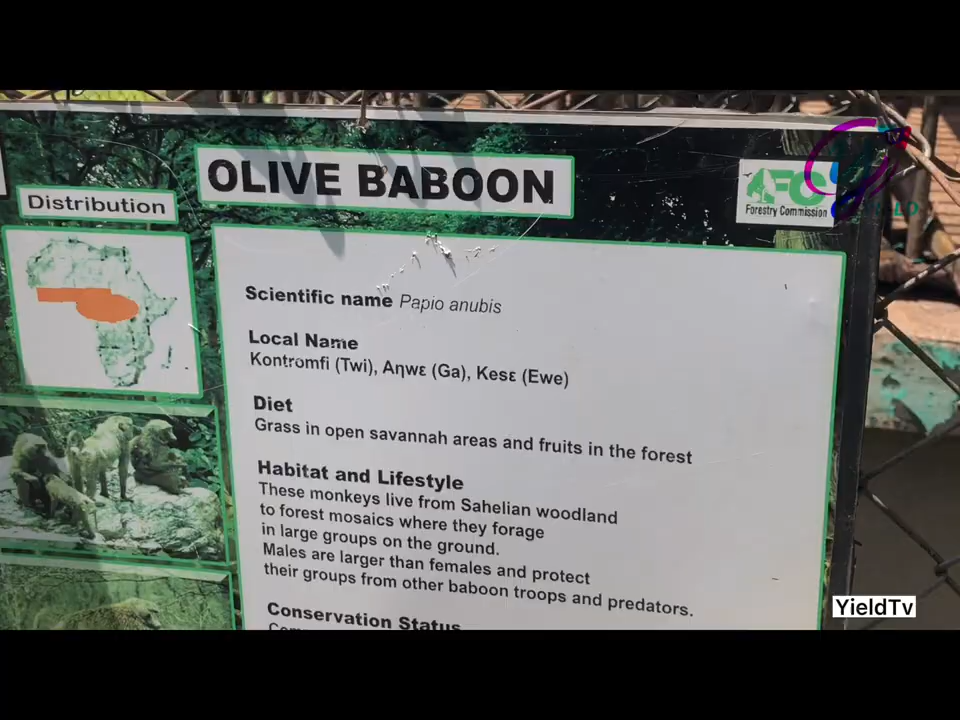 OLIVE BABOON
Distribution
FC
Forestry Commission
Scientific name Papio anubis
Local Name
Kontromfi (Twi), Aŋwɛ (Ga), Kesɛ (Ewe)
Diet
Grass in open savannah areas and fruits in the forest
Habitat and Lifestyle
These monkeys live from Sahelian woodland
to forest mosaics where they forage
in large groups on the ground.
Males are larger than females and protect
their groups from other baboon troops and predators.
Conservation Status
YieldTv